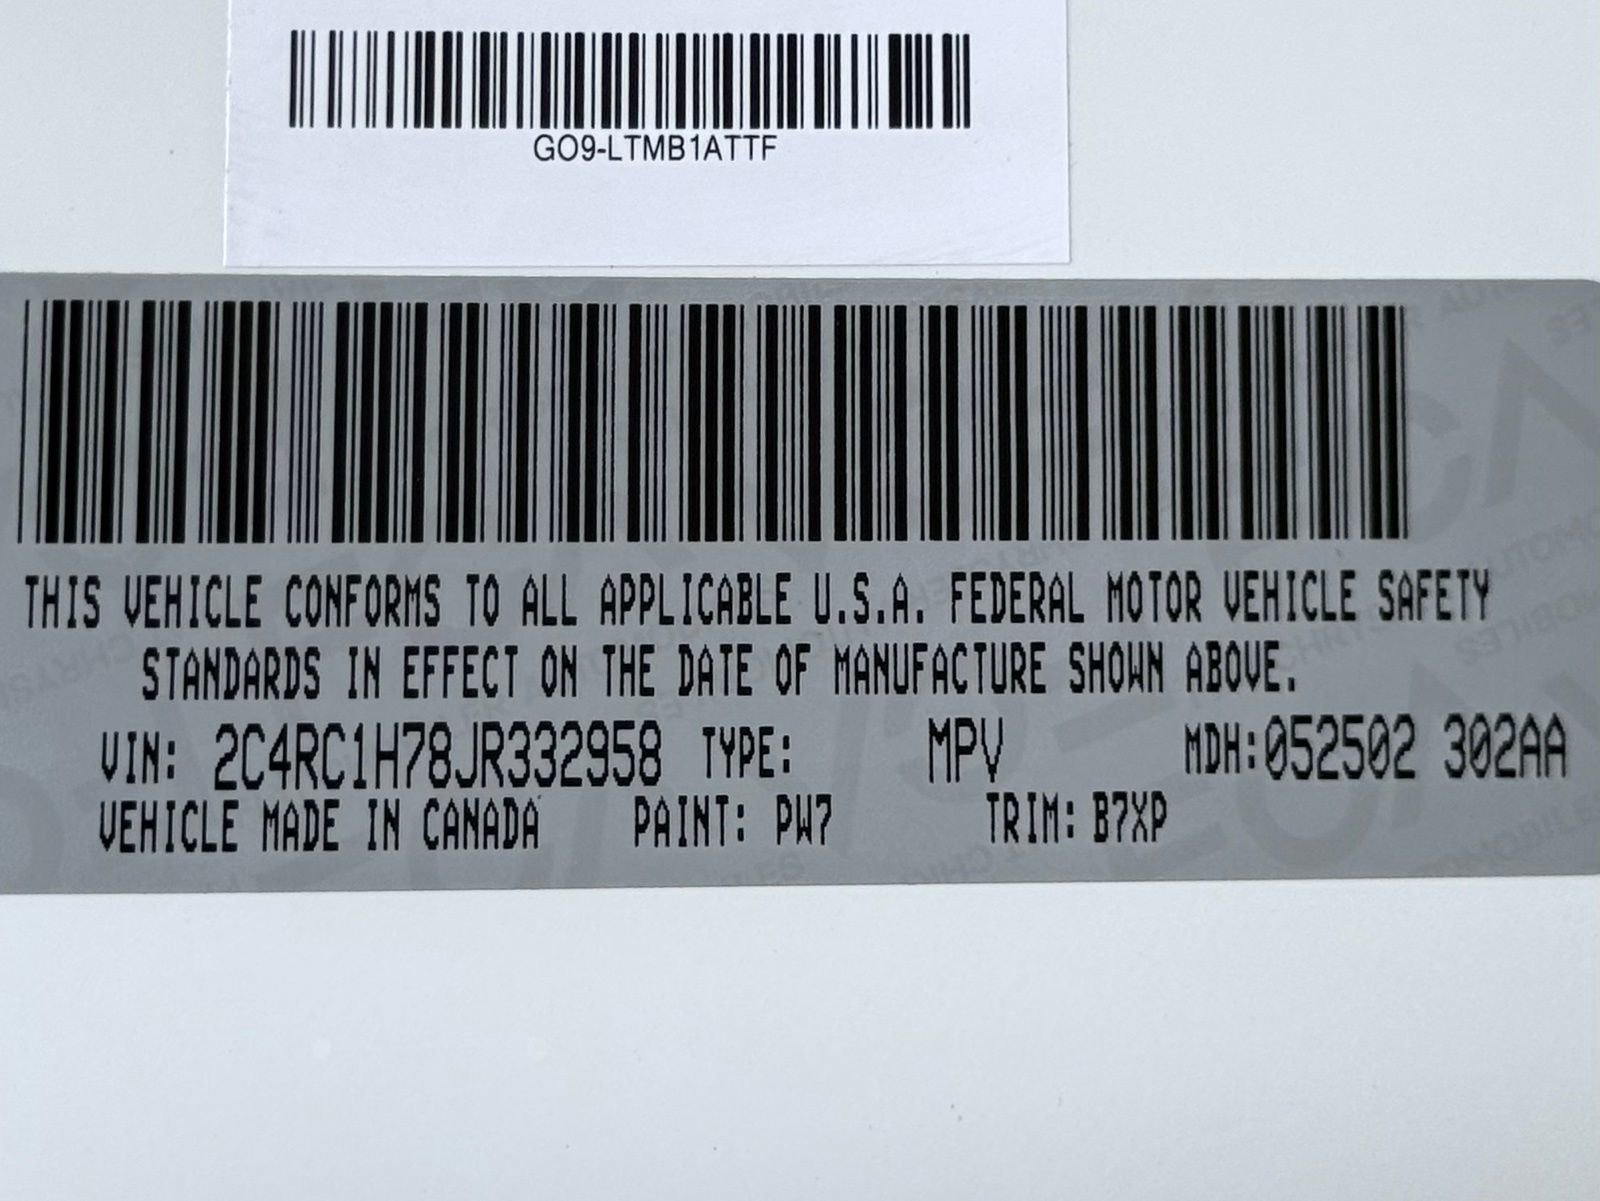 GO9-LTMB1ATTF
THIS VEHICLE CONFORMS TO ALL APPLICABLE U.S.A. FEDERAL MOTOR VEHICLE SAFETY
STANDARDS IN EFFECT ON THE DATE OF MANUFACTURE SHOWN ABOVE.
VIN: 2C4RC1H78JR332958 TYPE: MPV MDH:052502 302AA
VEHICLE MADE IN CANADA PAINT: PW7 TRIM: B7XP